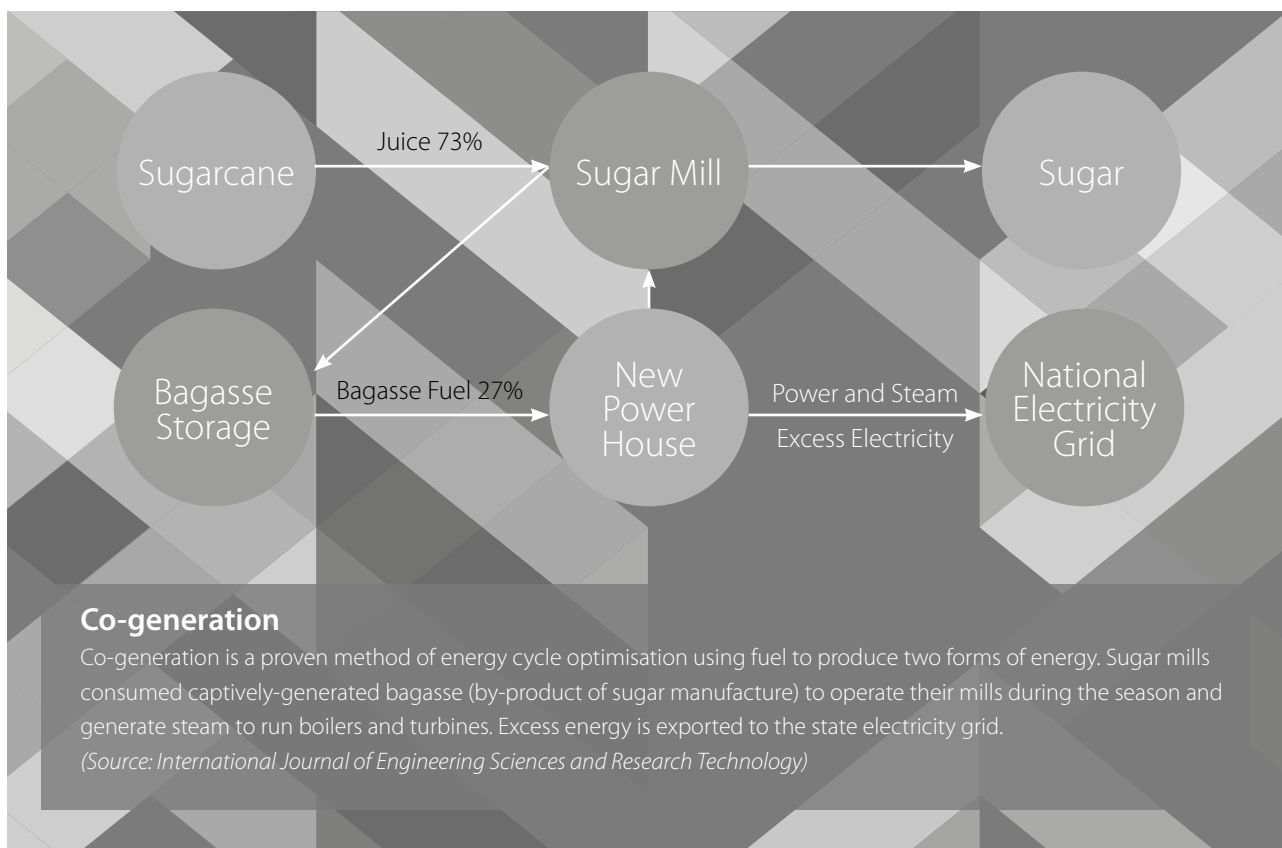 Sugarcane
Juice 73%
Sugar Mill
Sugar
Bagasse
Storage
Bagasse Fuel 27%
New
Power
House
Power and Steam
Excess Electricity
National
Electricity
Grid
Co-generation
Co-generation is a proven method of energy cycle optimisation using fuel to produce two forms of energy. Sugar mills
consumed captively-generated bagasse (by-product of sugar manufacture) to operate their mills during the season and
generate steam to run boilers and turbines. Excess energy is exported to the state electricity grid.
(Source: International Journal of Engineering Sciences and Research Technology)